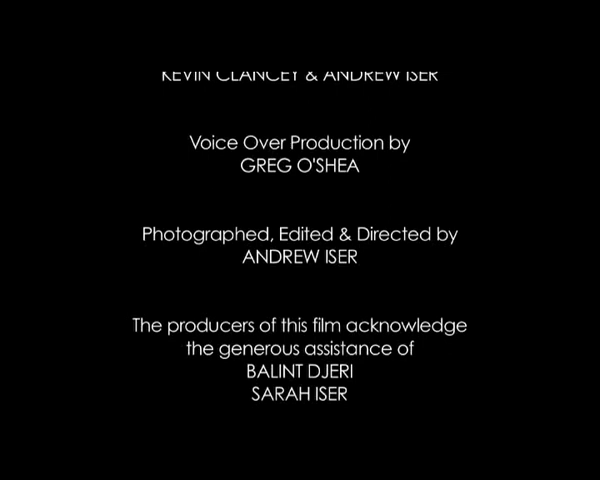 KEVIN CLANCEY & ANDREW ISER
Voice Over Production by
GREG O'SHEA
Photographed, Edited & Directed by
ANDREW ISER
The producers of this film acknowledge
the generous assistance of
BALINT DJERI
SARAH ISER